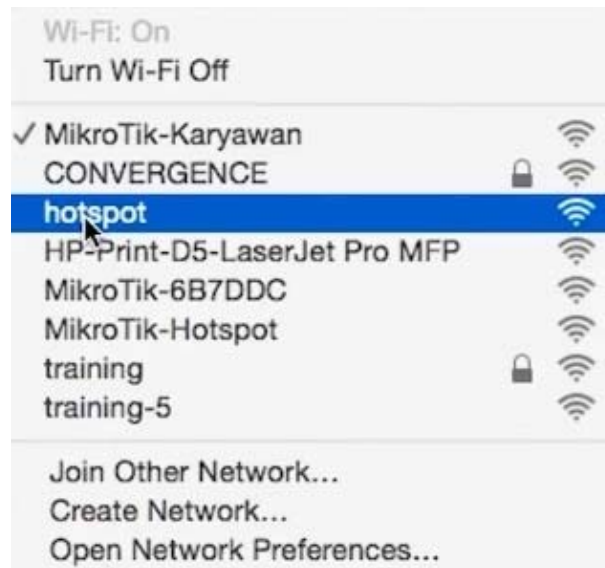 Wi-Fi: On
Turn Wi-Fi Off
MikroTik-Karyawan
CONVERGENCE
hotspot
HP-Print-D5-LaserJet Pro MFP
MikroTik-6B7DDC
MikroTik-Hotspot
training
training-5
Join Other Network...
Create Network...
Open Network Preferences...